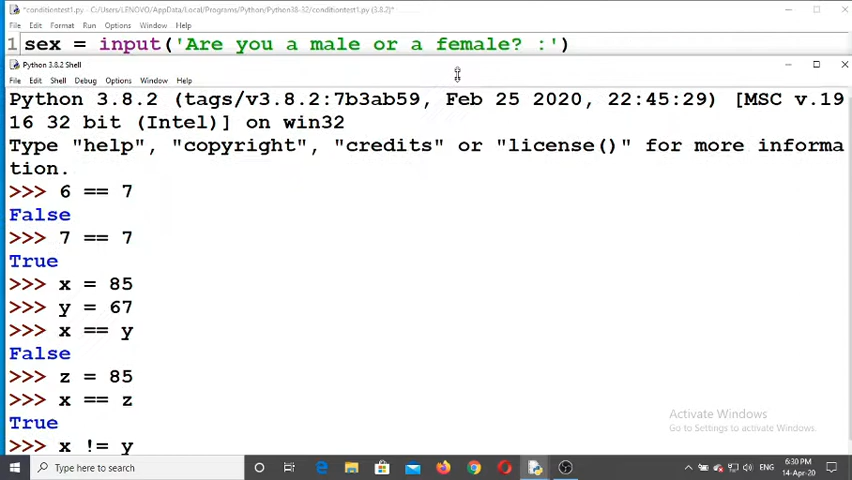 *conditiontest1.py - C:/Users/LENOVO/AppData/Local/Programs/Python/Python38-32/conditiontest1.py (3.8.2)*
File Edit Format Run Options Window Help
1 sex = input('Are you a male or a female? :')
Python 3.8.2 Shell
File Edit Shell Debug Options Window Help
Python 3.8.2 (tags/v3.8.2:7b3ab59, Feb 25 2020, 22:45:29) [MSC v.19
16 32 bit (Intel)] on win32
Type "help", "copyright", "credits" or "license()" for more informa
tion.
>>> 6 == 7
False
>>> 7 == 7
True
>>> x = 85
>>> y = 67
>>> x == y
False
>>> z = 85
>>> x == z
True
>>> x != y
Activate Windows
Go to Settings to activate Windows.
Type here to search
ENG
6:30 PM
14-Apr-20